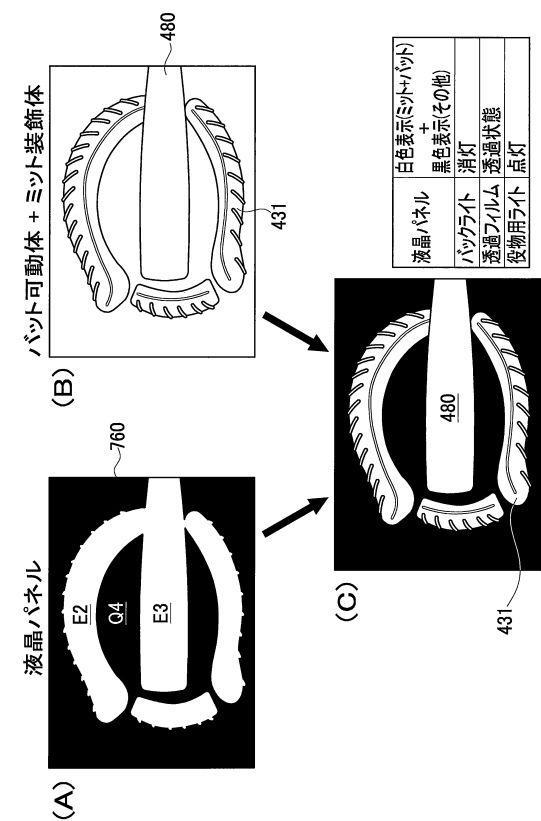 (A)
液晶パネル
760
E2
Q4
E3
(B)
バット可動体 + ミット装飾体
480
431
(C)
480
431
液晶パネル
白色表示(ミット+バット)
+
黒色表示(その他)
バックライト 消灯
透過フィルム 透過状態
役物用ライト 点灯